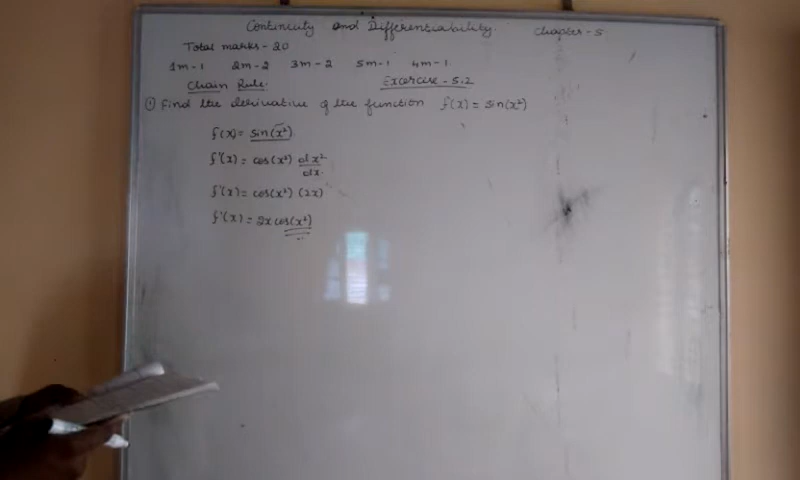 Continuity and Differentiability. Chapter-5
Total marks-20
1m-1 2m-2 3m-2 5m-1 4m-1
Chain Rule. Exercise-5.2
① Find the derivative of the function f(x) = sin(x²)
f(x) = sin(x²).
f'(x) = cos(x²) dx²/dx.
f'(x) = cos(x²) (2x)
f'(x) = 2x cos(x²)